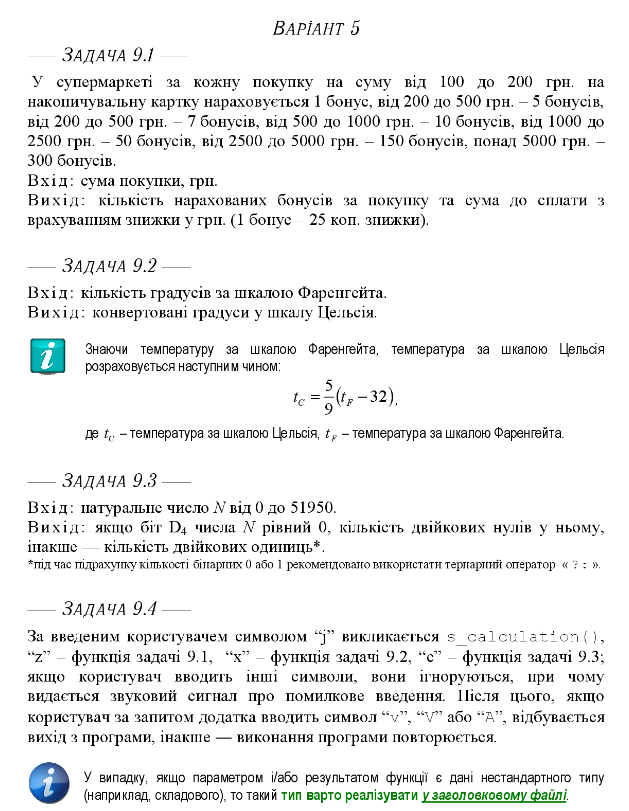 ВАРІАНТ 5
—— ЗАДАЧА 9.1 ——
У супермаркеті за кожну покупку на суму від 100 до 200 грн. на
накопичувальну картку нараховується 1 бонус, від 200 до 500 грн. – 5 бонусів,
від 200 до 500 грн. – 7 бонусів, від 500 до 1000 грн. – 10 бонусів, від 1000 до
2500 грн. – 50 бонусів, від 2500 до 5000 грн. – 150 бонусів, понад 5000 грн. –
300 бонусів.
Вхід: сума покупки, грн.
Вихід: кількість нарахованих бонусів за покупку та сума до сплати з
врахуванням знижки у грн. (1 бонус – 25 коп. знижки).
—— ЗАДАЧА 9.2 ——
Вхід: кількість градусів за шкалою Фаренгейта.
Вихід: конвертовані градуси у шкалу Цельсія.
Знаючи температуру за шкалою Фаренгейта, температура за шкалою Цельсія
розраховується наступним чином:
t_C = 5/9 (t_F − 32),
де t_C – температура за шкалою Цельсія, t_F – температура за шкалою Фаренгейта.
—— ЗАДАЧА 9.3 ——
Вхід: натуральне число N від 0 до 51950.
Вихід: якщо біт D₄ числа N рівний 0, кількість двійкових нулів у ньому,
інакше — кількість двійкових одиниць*.
*під час підрахунку кількості бінарних 0 або 1 рекомендовано використати тернарний оператор « ? : ».
—— ЗАДАЧА 9.4 ——
За введеним користувачем символом “j” викликається s_calculation(),
“z” – функція задачі 9.1, “x” – функція задачі 9.2, “c” – функція задачі 9.3;
якщо користувач вводить інші символи, вони ігноруються, при чому
видається звуковий сигнал про помилкове введення. Після цього, якщо
користувач за запитом додатка вводить символ “v”, “V” або “A”, відбувається
вихід з програми, інакше — виконання програми повторюється.
У випадку, якщо параметром і/або результатом функції є дані нестандартного типу
(наприклад, складового), то такий тип варто реалізувати у заголовковому файлі.